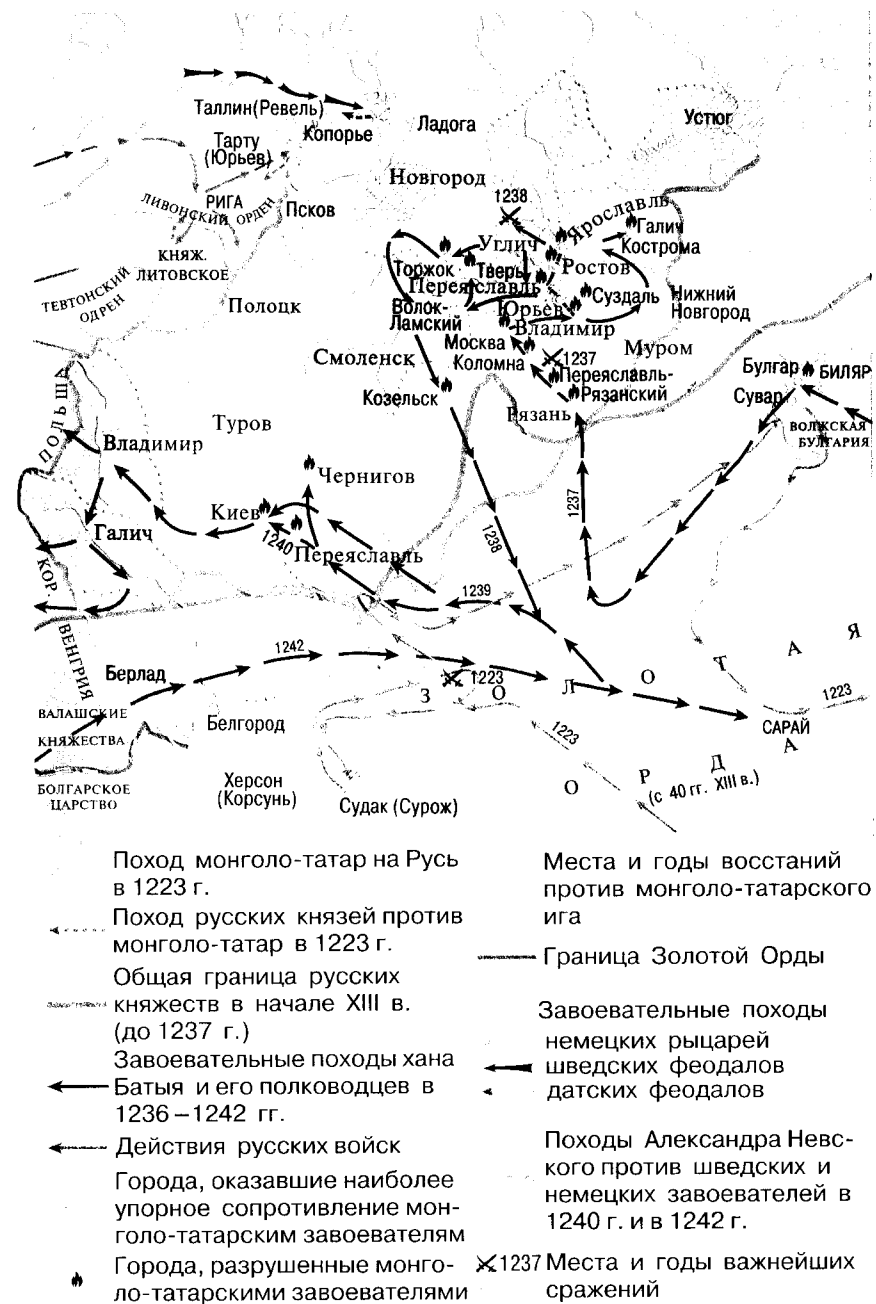 Таллин(Ревель)
Копорье
Ладога
Устюг
Тарту
(Юрьев)
Новгород
РИГА
ЛИВОНСКИЙ ОРДЕН
Псков
1238
Ярославль
Галич
Кострома
Углич
КНЯЖ.
ЛИТОВСКОЕ
Торжок
Тверь
Ростов
Переяславль
ТЕВТОНСКИЙ
ОДРЕН
Полоцк
Суздаль
Нижний
Новгород
Волок-
Ламский
Юрьев
Владимир
Москва
Муром
Смоленск
Коломна
1237
Переяславль-
Рязанский
Булгар
БИЛЯР
Сувар
Козельск
Рязань
ВОЛЖСКАЯ
БУЛГАРИЯ
ПОЛЬША
Туров
Владимир
Чернигов
1237
Киев
Галич
1240
Переяславль
1238
КОР.
ВЕНГРИЯ
1239
Берлад
1242
1223
ЗОЛОТАЯ
ОРДА
(с 40 гг. XIII в.)
1223
САРАЙ
ВАЛАШСКИЕ
КНЯЖЕСТВА
Белгород
1223
БОЛГАРСКОЕ
ЦАРСТВО
Херсон
(Корсунь)
Судак (Сурож)
Поход монголо-татар на Русь
в 1223 г.
Поход русских князей против
монголо-татар в 1223 г.
Общая граница русских
княжеств в начале XIII в.
(до 1237 г.)
Завоевательные походы хана
Батыя и его полководцев в
1236–1242 гг.
Действия русских войск
Города, оказавшие наиболее
упорное сопротивление мон-
голо-татарским завоевателям
Города, разрушенные монго-
ло-татарскими завоевателями
Места и годы восстаний
против монголо-татарского
ига
Граница Золотой Орды
Завоевательные походы
немецких рыцарей
шведских феодалов
датских феодалов
Походы Александра Невс-
кого против шведских и
немецких завоевателей в
1240 г. и в 1242 г.
1237 Места и годы важнейших
сражений